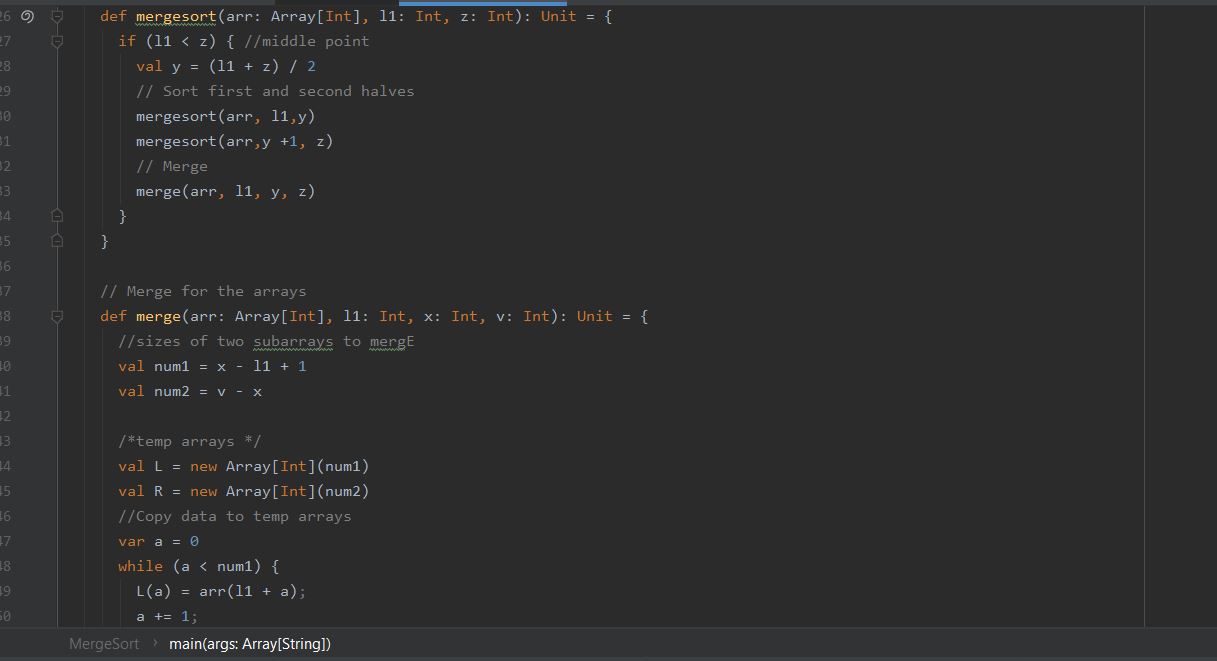 26 def mergesort(arr: Array[Int], l1: Int, z: Int): Unit = {
27 if (l1 < z) { //middle point
28 val y = (l1 + z) / 2
29 // Sort first and second halves
30 mergesort(arr, l1,y)
31 mergesort(arr,y +1, z)
32 // Merge
33 merge(arr, l1, y, z)
34 }
35 }
36
37 // Merge for the arrays
38 def merge(arr: Array[Int], l1: Int, x: Int, v: Int): Unit = {
39 //sizes of two subarrays to mergE
40 val num1 = x - l1 + 1
41 val num2 = v - x
42
43 /*temp arrays */
44 val L = new Array[Int](num1)
45 val R = new Array[Int](num2)
46 //Copy data to temp arrays
47 var a = 0
48 while (a < num1) {
49 L(a) = arr(l1 + a);
50 a += 1;
MergeSort › main(args: Array[String])